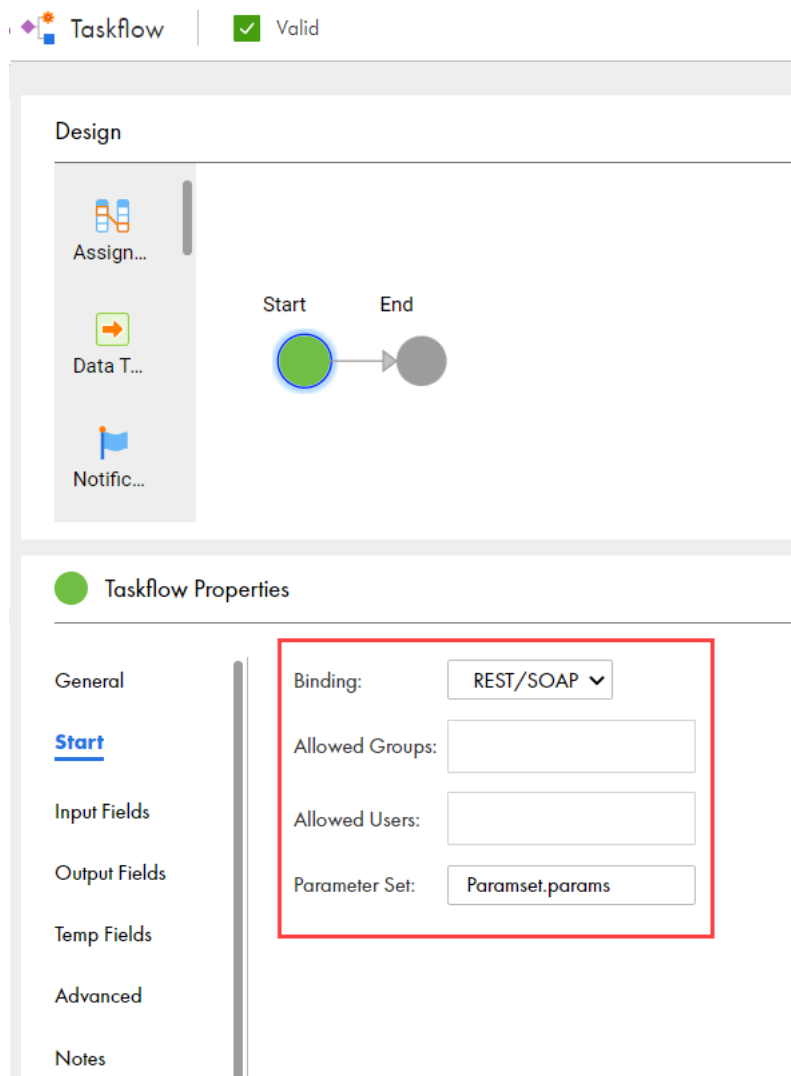 Taskflow
Valid
Design
Assign...
Data T...
Notific...
Start
End
Taskflow Properties
General
Start
Input Fields
Output Fields
Temp Fields
Advanced
Notes
Binding: REST/SOAP
Allowed Groups:
Allowed Users:
Parameter Set: Paramset.params